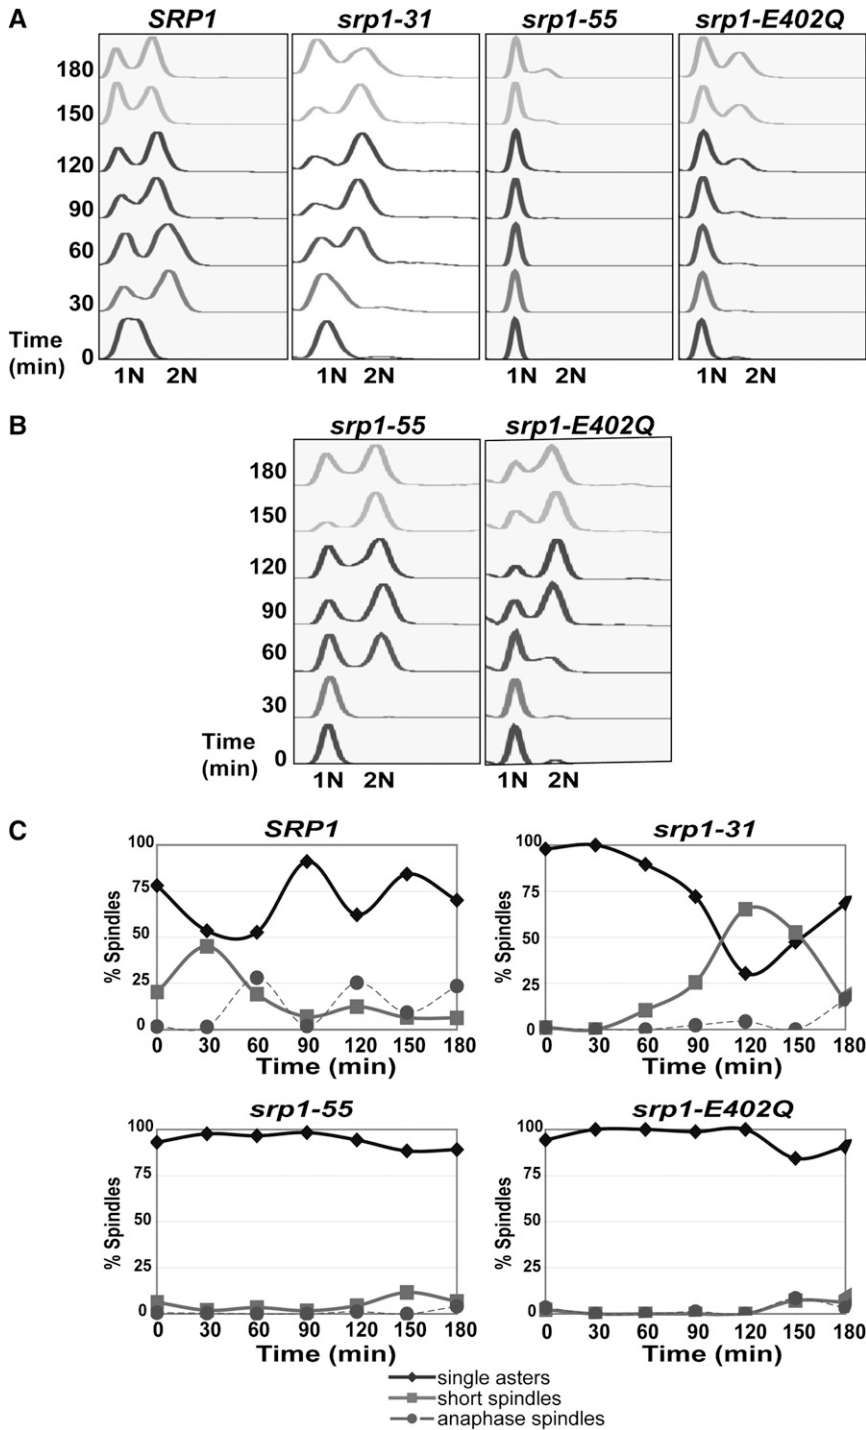 A
SRP1 srp1-31 srp1-55 srp1-E402Q
180
150
120
90
60
30
Time
(min) 0
1N 2N 1N 2N 1N 2N 1N 2N
B
srp1-55 srp1-E402Q
180
150
120
90
60
30
Time
(min) 0
1N 2N 1N 2N
C
SRP1
100
75
50
25
0
% Spindles
0 30 60 90 120 150 180
Time (min)
srp1-31
100
75
50
25
0
% Spindles
0 30 60 90 120 150 180
Time (min)
srp1-55
100
75
50
25
0
% Spindles
0 30 60 90 120 150 180
Time (min)
srp1-E402Q
100
75
50
25
0
% Spindles
0 30 60 90 120 150 180
Time (min)
single asters
short spindles
anaphase spindles